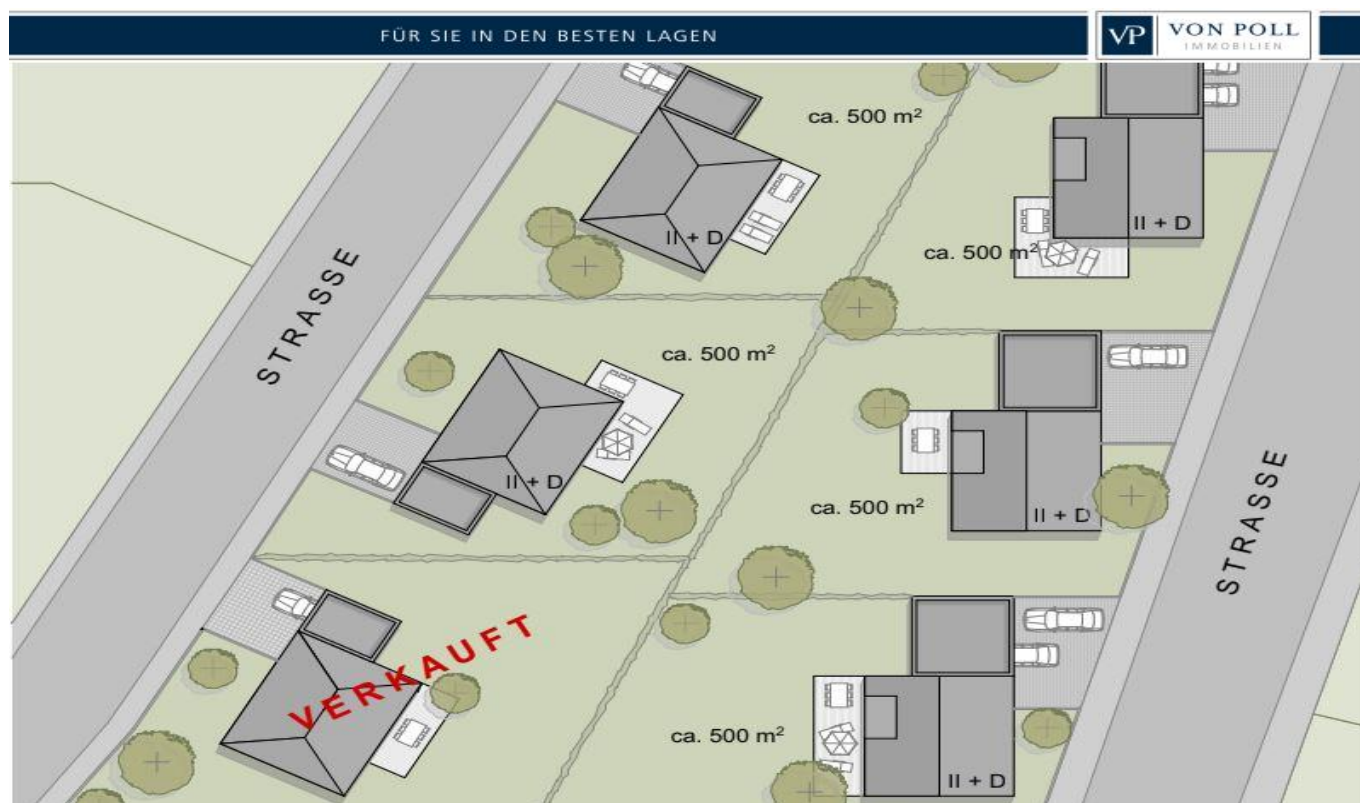 FÜR SIE IN DEN BESTEN LAGEN
VP VON POLL
IMMOBILIEN
ca. 500 m²
II + D
II + D
ca. 500 m²
STRASSE
ca. 500 m²
II + D
ca. 500 m²
II + D
STRASSE
VERKAUFT
ca. 500 m²
II + D